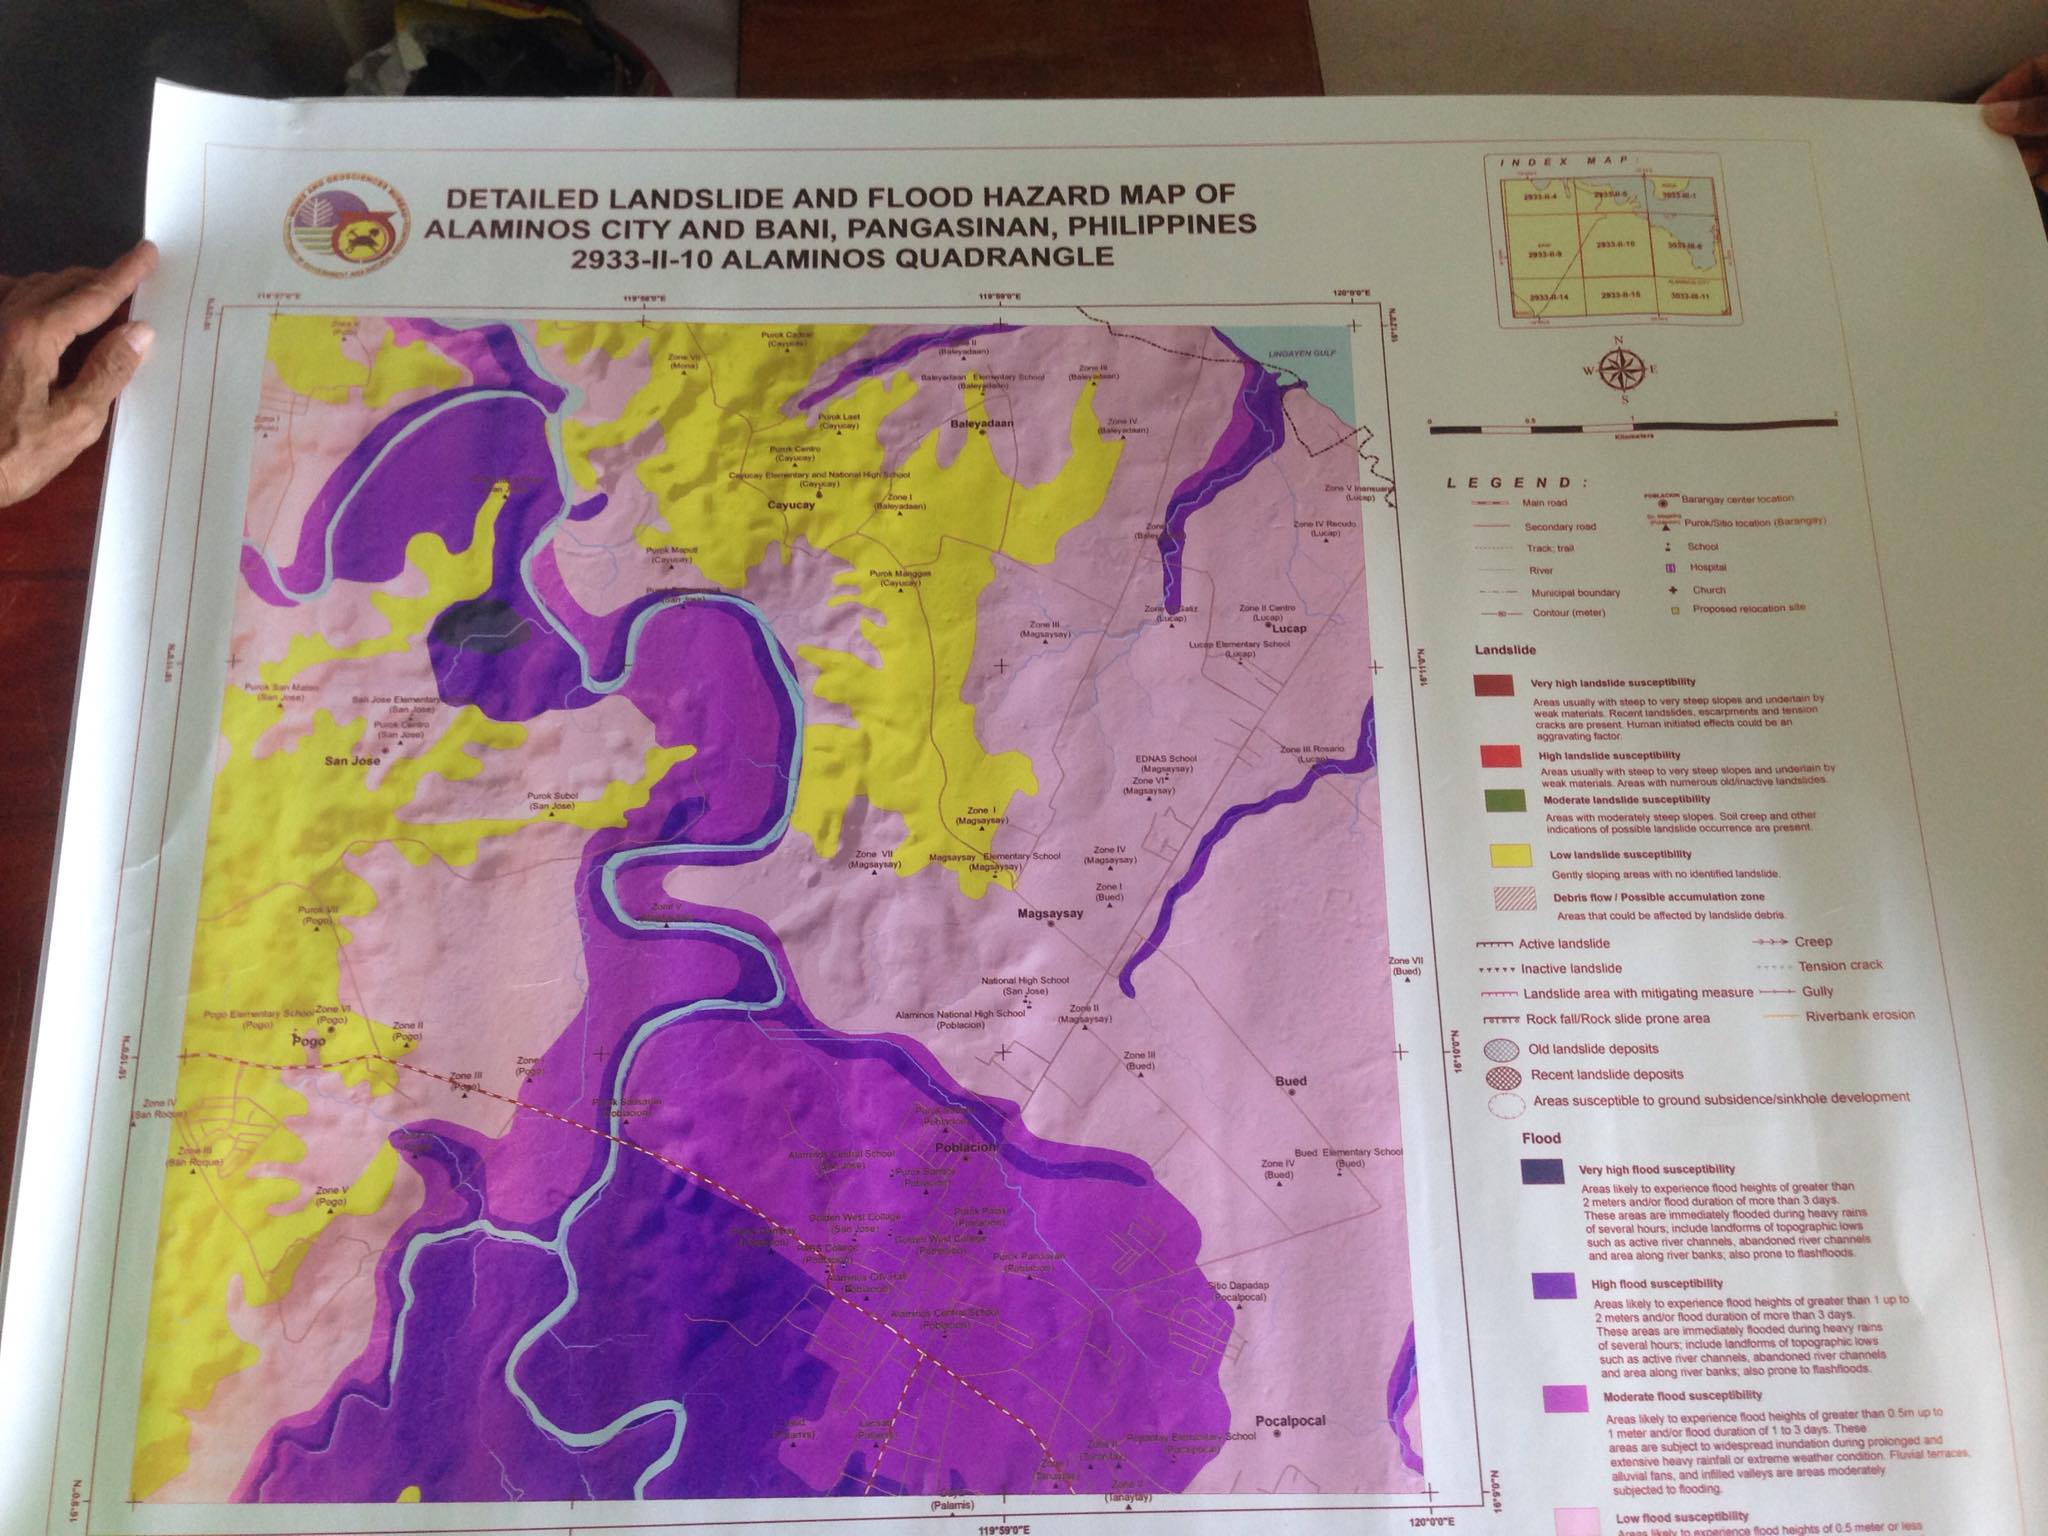 DETAILED LANDSLIDE AND FLOOD HAZARD MAP OF
ALAMINOS CITY AND BANI, PANGASINAN, PHILIPPINES
2933-II-10 ALAMINOS QUADRANGLE
INDEX MAP:
2933-II-4
2933-II-5
3033-III-1
2933-II-9
2933-II-10
3033-III-6
2933-II-14
2933-II-15
3033-III-11
N
W E
S
0 0.5 1 2
Kilometers
119°58'0"E
119°59'0"E
120°0'0"E
LINGAYEN GULF
Zone VII
(Mona)
Purok Cadcal
(Cayucay)
(Baleyadaan)
Baleyadaan Elementary School
(Baleyadaan)
Zone III
(Baleyadaan)
Zone I
(Polo)
Purok Last
(Cayucay)
Baleyadaan
Zone IV
(Baleyadaan)
Purok Centro
(Cayucay)
Cayucay Elementary and National High School
(Cayucay)
Cayucay
Zone I
(Baleyadaan)
(Lucap)
Zone IV Recudo
(Lucap)
Purok Maputi
(Cayucay)
Purok Manggas
(Cayucay)
(San Jose)
Zone III
(Magsaysay)
(Lucap)
Zone II Centro
(Lucap)
Lucap
Lucap Elementary School
(Lucap)
Purok San Mateo
(San Jose)
San Jose Elementary
(San Jose)
Purok Centro
(San Jose)
San Jose
Purok Subol
(San Jose)
EDNAS School
(Magsaysay)
Zone VI
(Magsaysay)
Zone III Rosario
(Lucap)
Zone I
(Magsaysay)
Zone VII
(Magsaysay)
Magsaysay Elementary School
(Magsaysay)
Zone IV
(Magsaysay)
Zone I
(Bued)
Purok VII
(Pogo)
Zone V
Magsaysay
Zone VII
(Bued)
National High School
(San Jose)
Alaminos National High School
(Poblacion)
Zone II
(Magsaysay)
Pogo Elementary School
(Pogo)
Zone VI
(Pogo)
Pogo
Zone II
(Pogo)
Zone III
(Pogo)
Zone III
(Bued)
Bued
Zone IV
(San Roque)
Zone III
(San Roque)
Poblacion
Alaminos Central School
(San Jose)
Zone V
(Pogo)
Zone IV
(Bued)
Bued Elementary School
(Bued)
Golden West College
(San Jose)
Golden West College
(Poblacion)
PASS College
(Poblacion)
Alaminos City Hall
(Poblacion)
Purok Pandayan
(Poblacion)
Sitio Dapadap
(Pocalpocal)
Alaminos Central School
(Poblacion)
Pocalpocal
(Palamis)
(Palamis)
(Pocalpocal)
(Palamis)
(Tanaytay)
119°59'0"E
120°0'0"E
LEGEND:
Main road
Secondary road
Track; trail
River
Municipal boundary
Contour (meter)
POBLACION
Barangay center location
Purok/Sitio location (Barangay)
School
Hospital
Church
Proposed relocation site
Landslide
Very high landslide susceptibility
Areas usually with steep to very steep slopes and underlain by
weak materials. Recent landslides, escarpments and tension
cracks are present. Human initiated effects could be an
aggravating factor.
High landslide susceptibility
Areas usually with steep to very steep slopes and underlain by
weak materials. Areas with numerous old/inactive landslides.
Moderate landslide susceptibility
Areas with moderately steep slopes. Soil creep and other
indications of possible landslide occurrence are present.
Low landslide susceptibility
Gently sloping areas with no identified landslide.
Debris flow / Possible accumulation zone
Areas that could be affected by landslide debris.
Active landslide
Creep
Inactive landslide
Tension crack
Landslide area with mitigating measure
Gully
Rock fall/Rock slide prone area
Riverbank erosion
Old landslide deposits
Recent landslide deposits
Areas susceptible to ground subsidence/sinkhole development
Flood
Very high flood susceptibility
Areas likely to experience flood heights of greater than
2 meters and/or flood duration of more than 3 days.
These areas are immediately flooded during heavy rains
of several hours; include landforms of topographic lows
such as active river channels, abandoned river channels
and area along river banks; also prone to flashfloods.
High flood susceptibility
Areas likely to experience flood heights of greater than 1 up to
2 meters and/or flood duration of more than 3 days.
These areas are immediately flooded during heavy rains
of several hours; include landforms of topographic lows
such as active river channels, abandoned river channels
and area along river banks; also prone to flashfloods.
Moderate flood susceptibility
Areas likely to experience flood heights of greater than 0.5m up to
1 meter and/or flood duration of 1 to 3 days. These
areas are subject to widespread inundation during prolonged and
extensive heavy rainfall or extreme weather condition. Fluvial terraces,
alluvial fans, and infilled valleys are areas moderately
subjected to flooding.
Low flood susceptibility
Areas likely to experience flood heights of 0.5 meter or less